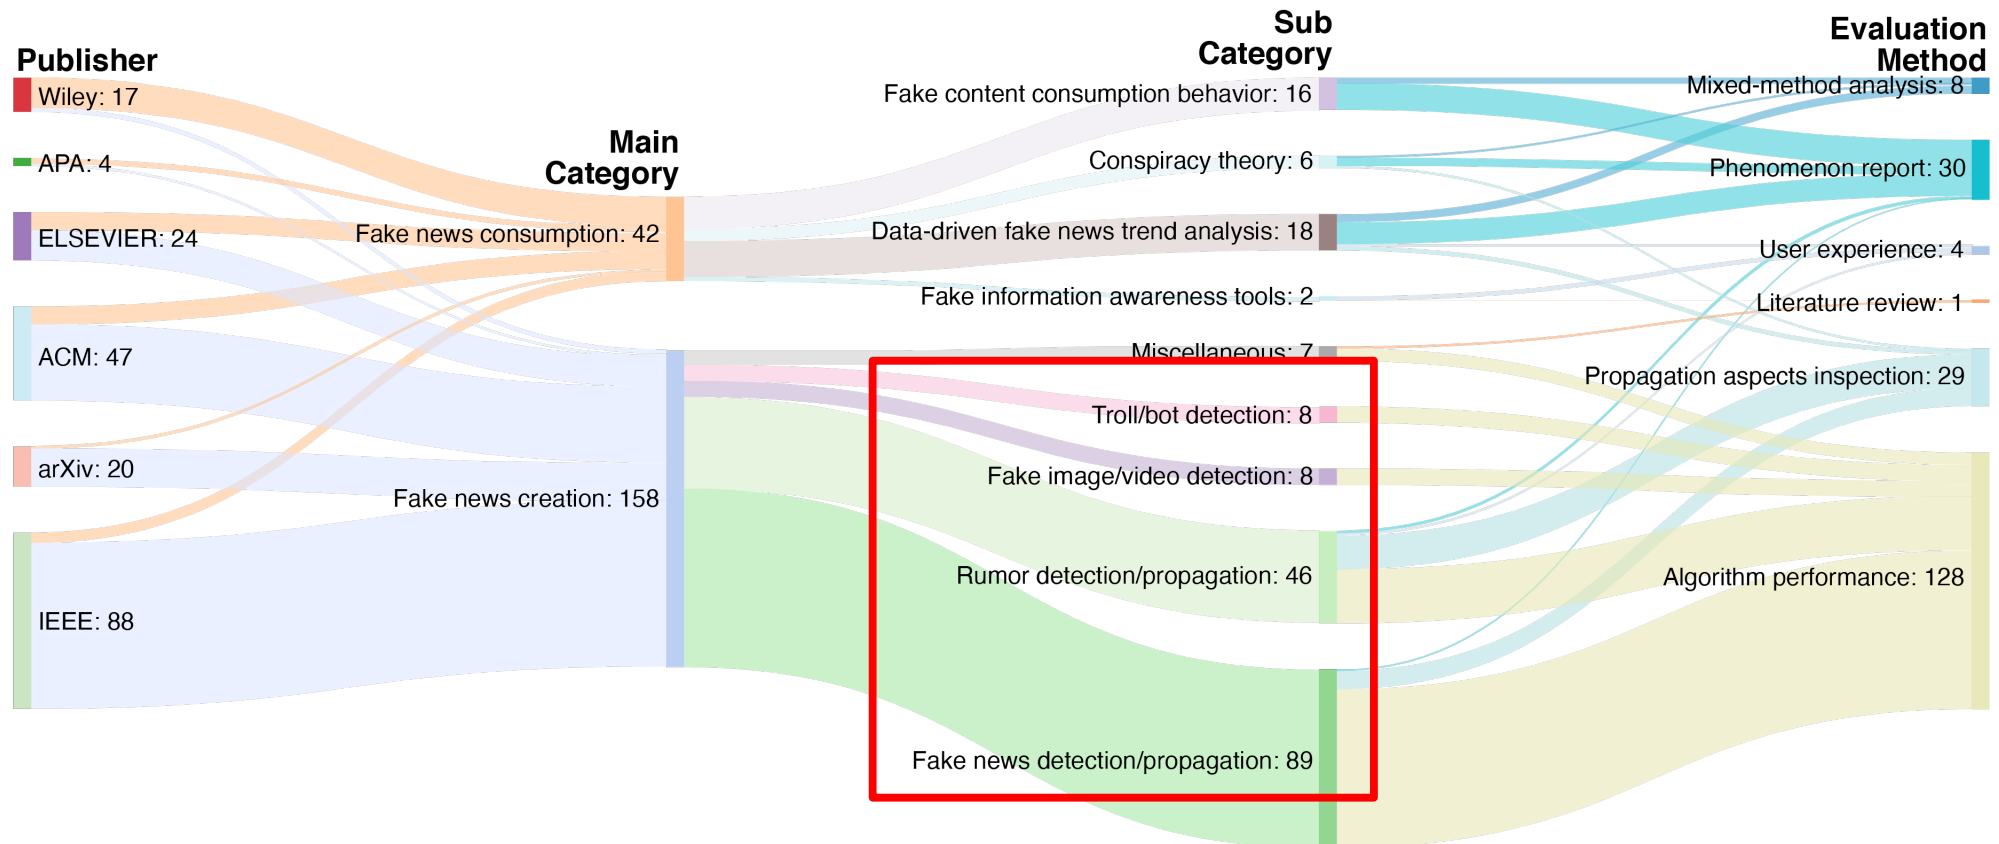 Publisher
Wiley: 17
APA: 4
ELSEVIER: 24
ACM: 47
arXiv: 20
IEEE: 88
Main
Category
Fake news consumption: 42
Fake news creation: 158
Sub
Category
Fake content consumption behavior: 16
Conspiracy theory: 6
Data-driven fake news trend analysis: 18
Fake information awareness tools: 2
Miscellaneous: 7
Troll/bot detection: 8
Fake image/video detection: 8
Rumor detection/propagation: 46
Fake news detection/propagation: 89
Evaluation
Method
Mixed-method analysis: 8
Phenomenon report: 30
User experience: 4
Literature review: 1
Propagation aspects inspection: 29
Algorithm performance: 128